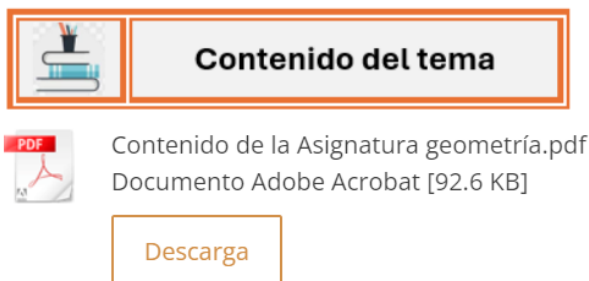 Contenido del tema
PDF
Contenido de la Asignatura geometría.pdf
Documento Adobe Acrobat [92.6 KB]
Descarga